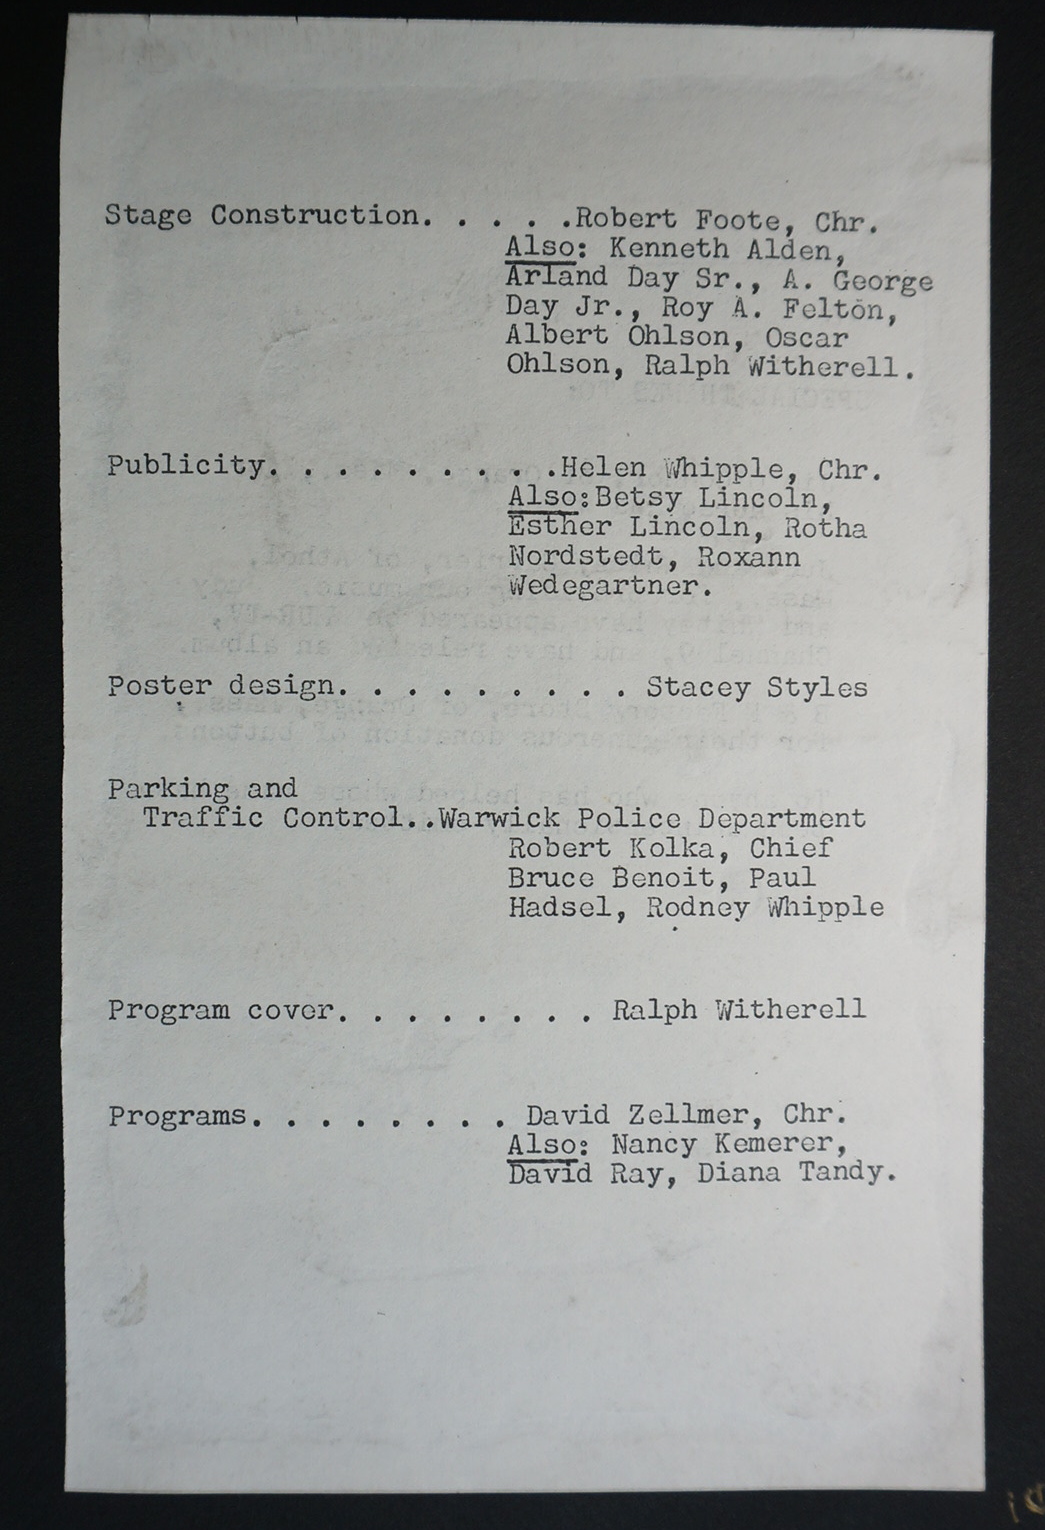 Stage Construction. . . . .Robert Foote, Chr.
Also: Kenneth Alden,
Arland Day Sr., A. George
Day Jr., Roy A. Felton,
Albert Ohlson, Oscar
Ohlson, Ralph Witherell.
Publicity. . . . . . . . .Helen Whipple, Chr.
Also:Betsy Lincoln,
Esther Lincoln, Rotha
Nordstedt, Roxann
Wedegartner.
Poster design. . . . . . . . . Stacey Styles
Parking and
Traffic Control..Warwick Police Department
Robert Kolka, Chief
Bruce Benoit, Paul
Hadsel, Rodney Whipple
Program cover. . . . . . . . Ralph Witherell
Programs. . . . . . . . David Zellmer, Chr.
Also: Nancy Kemerer,
David Ray, Diana Tandy.